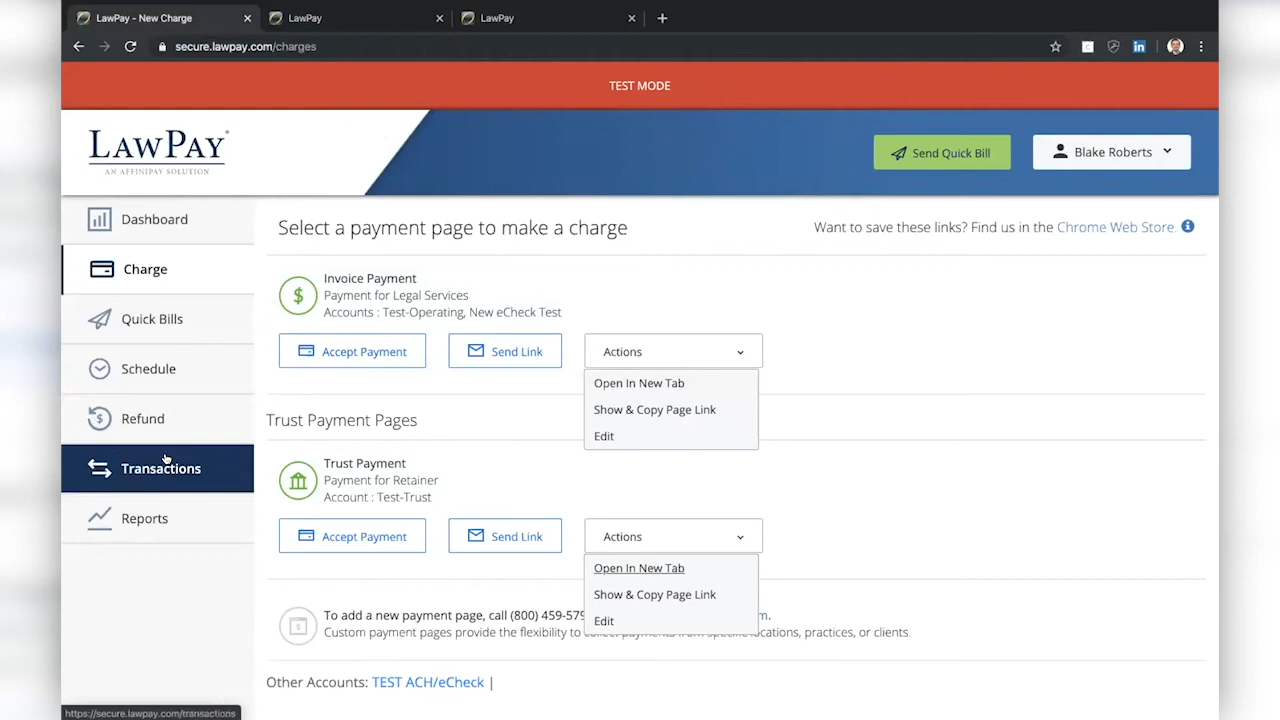 LawPay - New Charge
LawPay
LawPay
secure.lawpay.com/charges
TEST MODE
LAWPAY
AN AFFINIPAY SOLUTION
Send Quick Bill
Blake Roberts
Dashboard
Charge
Quick Bills
Schedule
Refund
Transactions
Reports
Select a payment page to make a charge
Want to save these links? Find us in the Chrome Web Store.
Invoice Payment
Payment for Legal Services
Accounts : Test-Operating, New eCheck Test
Accept Payment
Send Link
Actions
Open In New Tab
Show & Copy Page Link
Edit
Trust Payment Pages
Trust Payment
Payment for Retainer
Account : Test-Trust
Accept Payment
Send Link
Actions
Open In New Tab
Show & Copy Page Link
Edit
To add a new payment page, call (800) 459-579 m.
Custom payment pages provide the flexibility to collect payments from specific locations, practices, or clients.
Other Accounts: TEST ACH/eCheck |
https://secure.lawpay.com/transactions